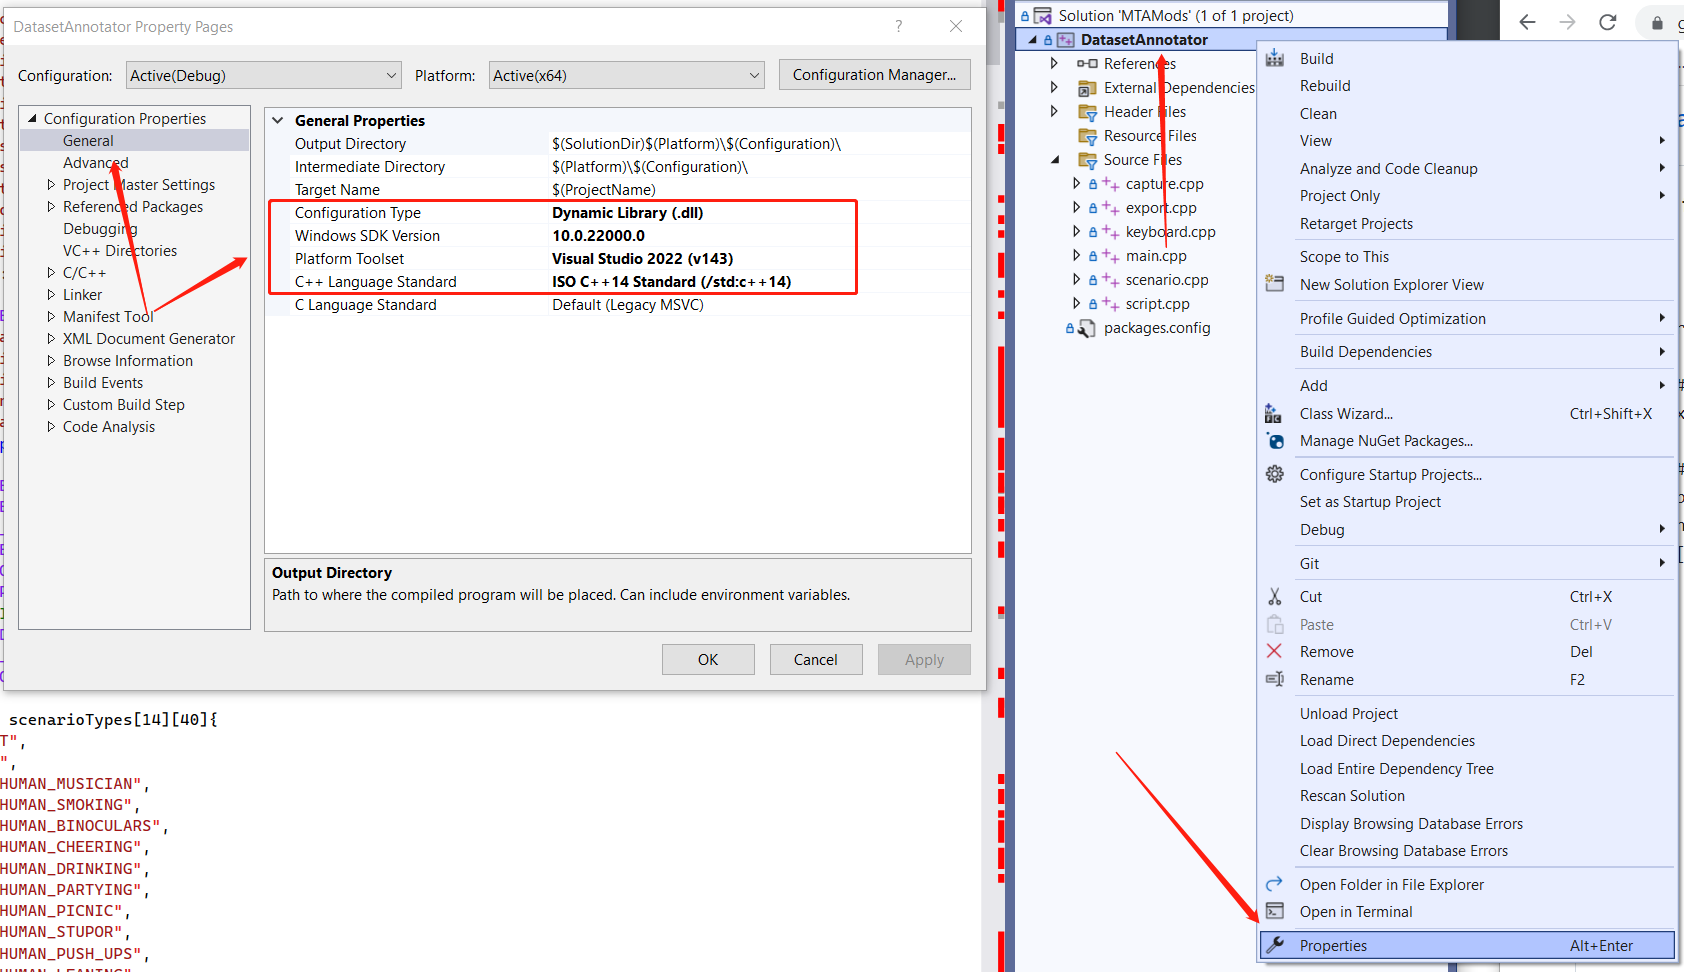 DatasetAnnotator Property Pages
?
Configuration:
Active(Debug)
Platform:
Active(x64)
Configuration Manager...
Configuration Properties
General
Advanced
Project Master Settings
Referenced Packages
Debugging
VC++ Directories
C/C++
Linker
Manifest Tool
XML Document Generator
Browse Information
Build Events
Custom Build Step
Code Analysis
General Properties
Output Directory $(SolutionDir)$(Platform)\$(Configuration)\
Intermediate Directory $(Platform)\$(Configuration)\
Target Name $(ProjectName)
Configuration Type Dynamic Library (.dll)
Windows SDK Version 10.0.22000.0
Platform Toolset Visual Studio 2022 (v143)
C++ Language Standard ISO C++14 Standard (/std:c++14)
C Language Standard Default (Legacy MSVC)
Output Directory
Path to where the compiled program will be placed. Can include environment variables.
OK
Cancel
Apply
scenarioTypes[14][40]{
T",
",
HUMAN_MUSICIAN",
HUMAN_SMOKING",
HUMAN_BINOCULARS",
HUMAN_CHEERING",
HUMAN_DRINKING",
HUMAN_PARTYING",
HUMAN_PICNIC",
HUMAN_STUPOR",
HUMAN_PUSH_UPS",
HUMAN_LEANING",
Solution 'MTAMods' (1 of 1 project)
DatasetAnnotator
References
External Dependencies
Header Files
Resource Files
Source Files
capture.cpp
export.cpp
keyboard.cpp
main.cpp
scenario.cpp
script.cpp
packages.config
Build
Rebuild
Clean
View
Analyze and Code Cleanup
Project Only
Retarget Projects
Scope to This
New Solution Explorer View
Profile Guided Optimization
Build Dependencies
Add
Class Wizard... Ctrl+Shift+X
Manage NuGet Packages...
Configure Startup Projects...
Set as Startup Project
Debug
Git
Cut Ctrl+X
Paste Ctrl+V
Remove Del
Rename F2
Unload Project
Load Direct Dependencies
Load Entire Dependency Tree
Rescan Solution
Display Browsing Database Errors
Clear Browsing Database Errors
Open Folder in File Explorer
Open in Terminal
Properties Alt+Enter